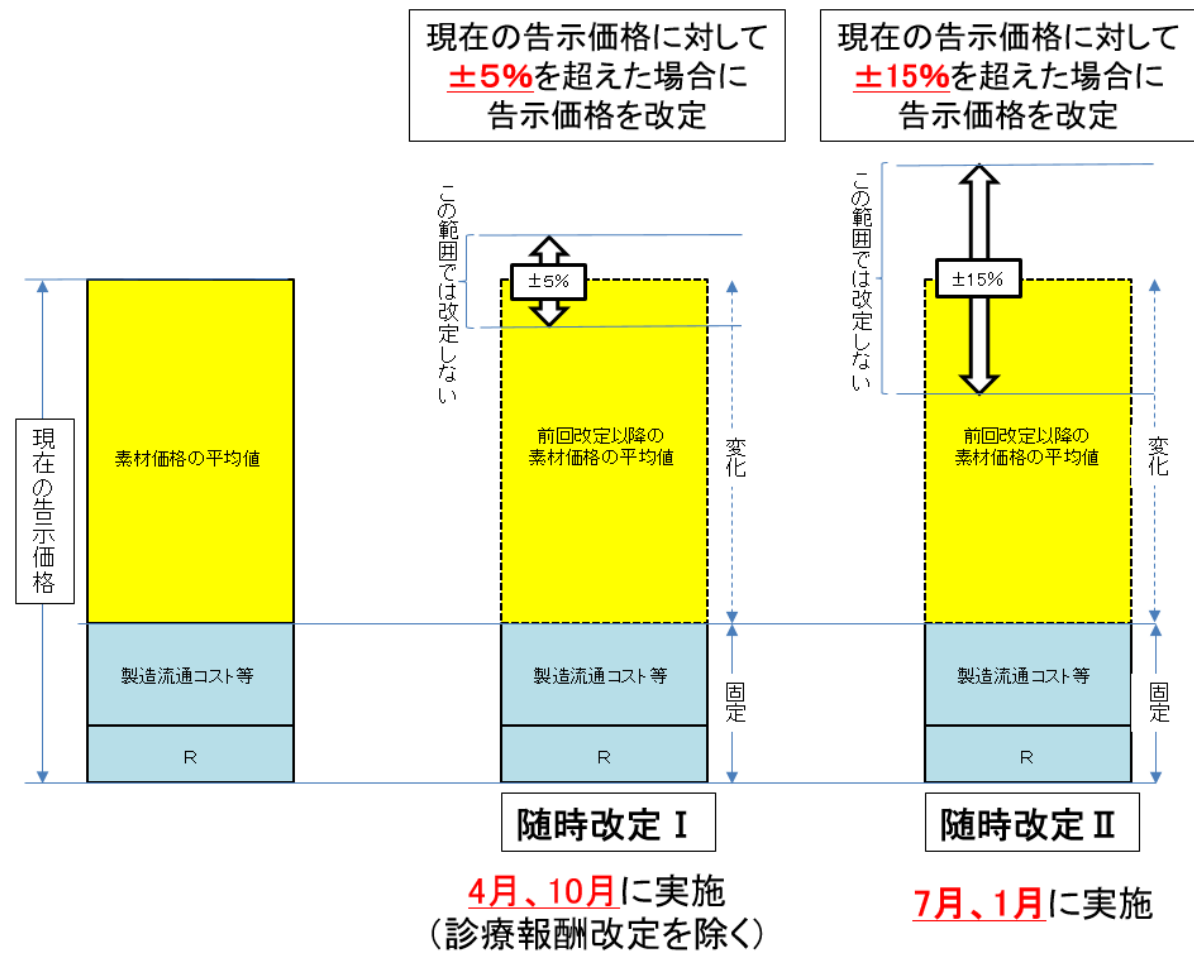 現在の告示価格に対して
±5%を超えた場合に
告示価格を改定
現在の告示価格に対して
±15%を超えた場合に
告示価格を改定
現在の告示価格
素材価格の平均値
製造流通コスト等
R
この範囲では改定しない
±5%
前回改定以降の
素材価格の平均値
変化
製造流通コスト等
固定
R
この範囲では改定しない
±15%
前回改定以降の
素材価格の平均値
変化
製造流通コスト等
固定
R
随時改定Ⅰ
4月、10月に実施
（診療報酬改定を除く）
随時改定Ⅱ
7月、1月に実施